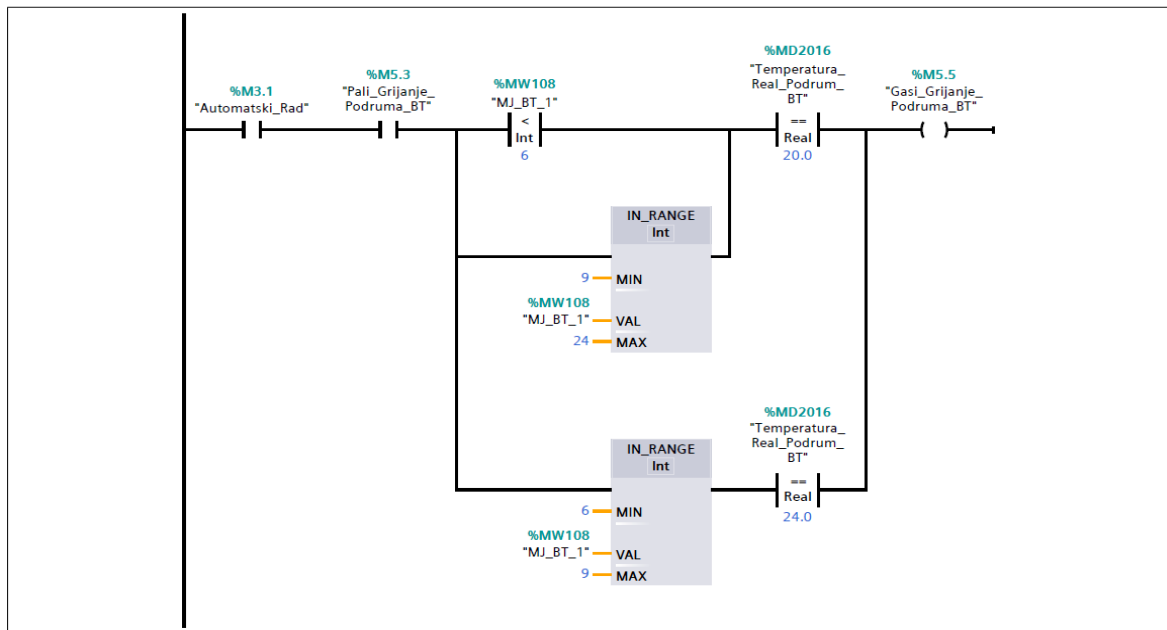 %M3.1
"Automatski_Rad"
%M5.3
"Pali_Grijanje_
Podruma_BT"
%MW108
"MJ_BT_1"
<
Int
6
%MD2016
"Temperatura_
Real_Podrum_
BT"
==
Real
20.0
%M5.5
"Gasi_Grijanje_
Podruma_BT"
IN_RANGE
Int
9 MIN
%MW108
"MJ_BT_1" VAL
24 MAX
IN_RANGE
Int
6 MIN
%MW108
"MJ_BT_1" VAL
9 MAX
%MD2016
"Temperatura_
Real_Podrum_
BT"
==
Real
24.0